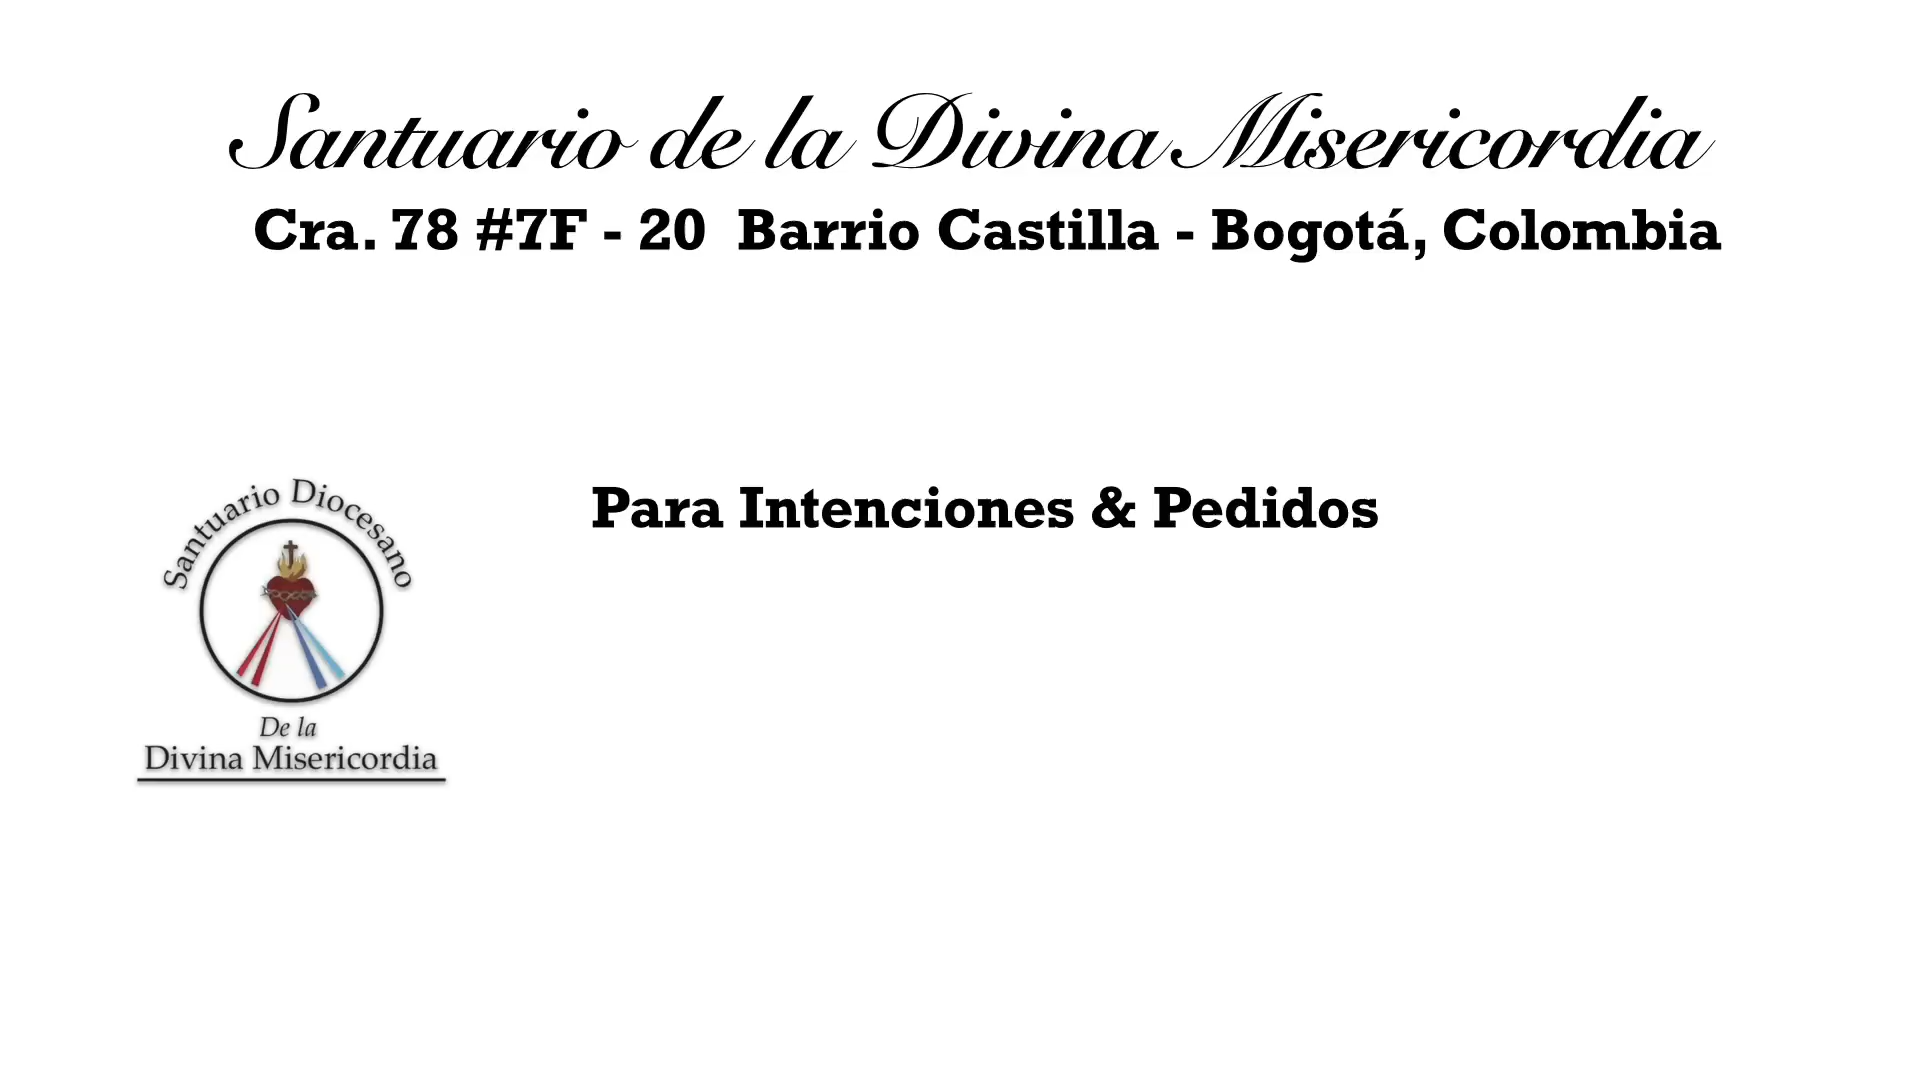 Santuario de la Divina Misericordia
Cra. 78 #7F - 20  Barrio Castilla - Bogotá, Colombia
Para Intenciones & Pedidos
Santuario Diocesano
De la
Divina Misericordia